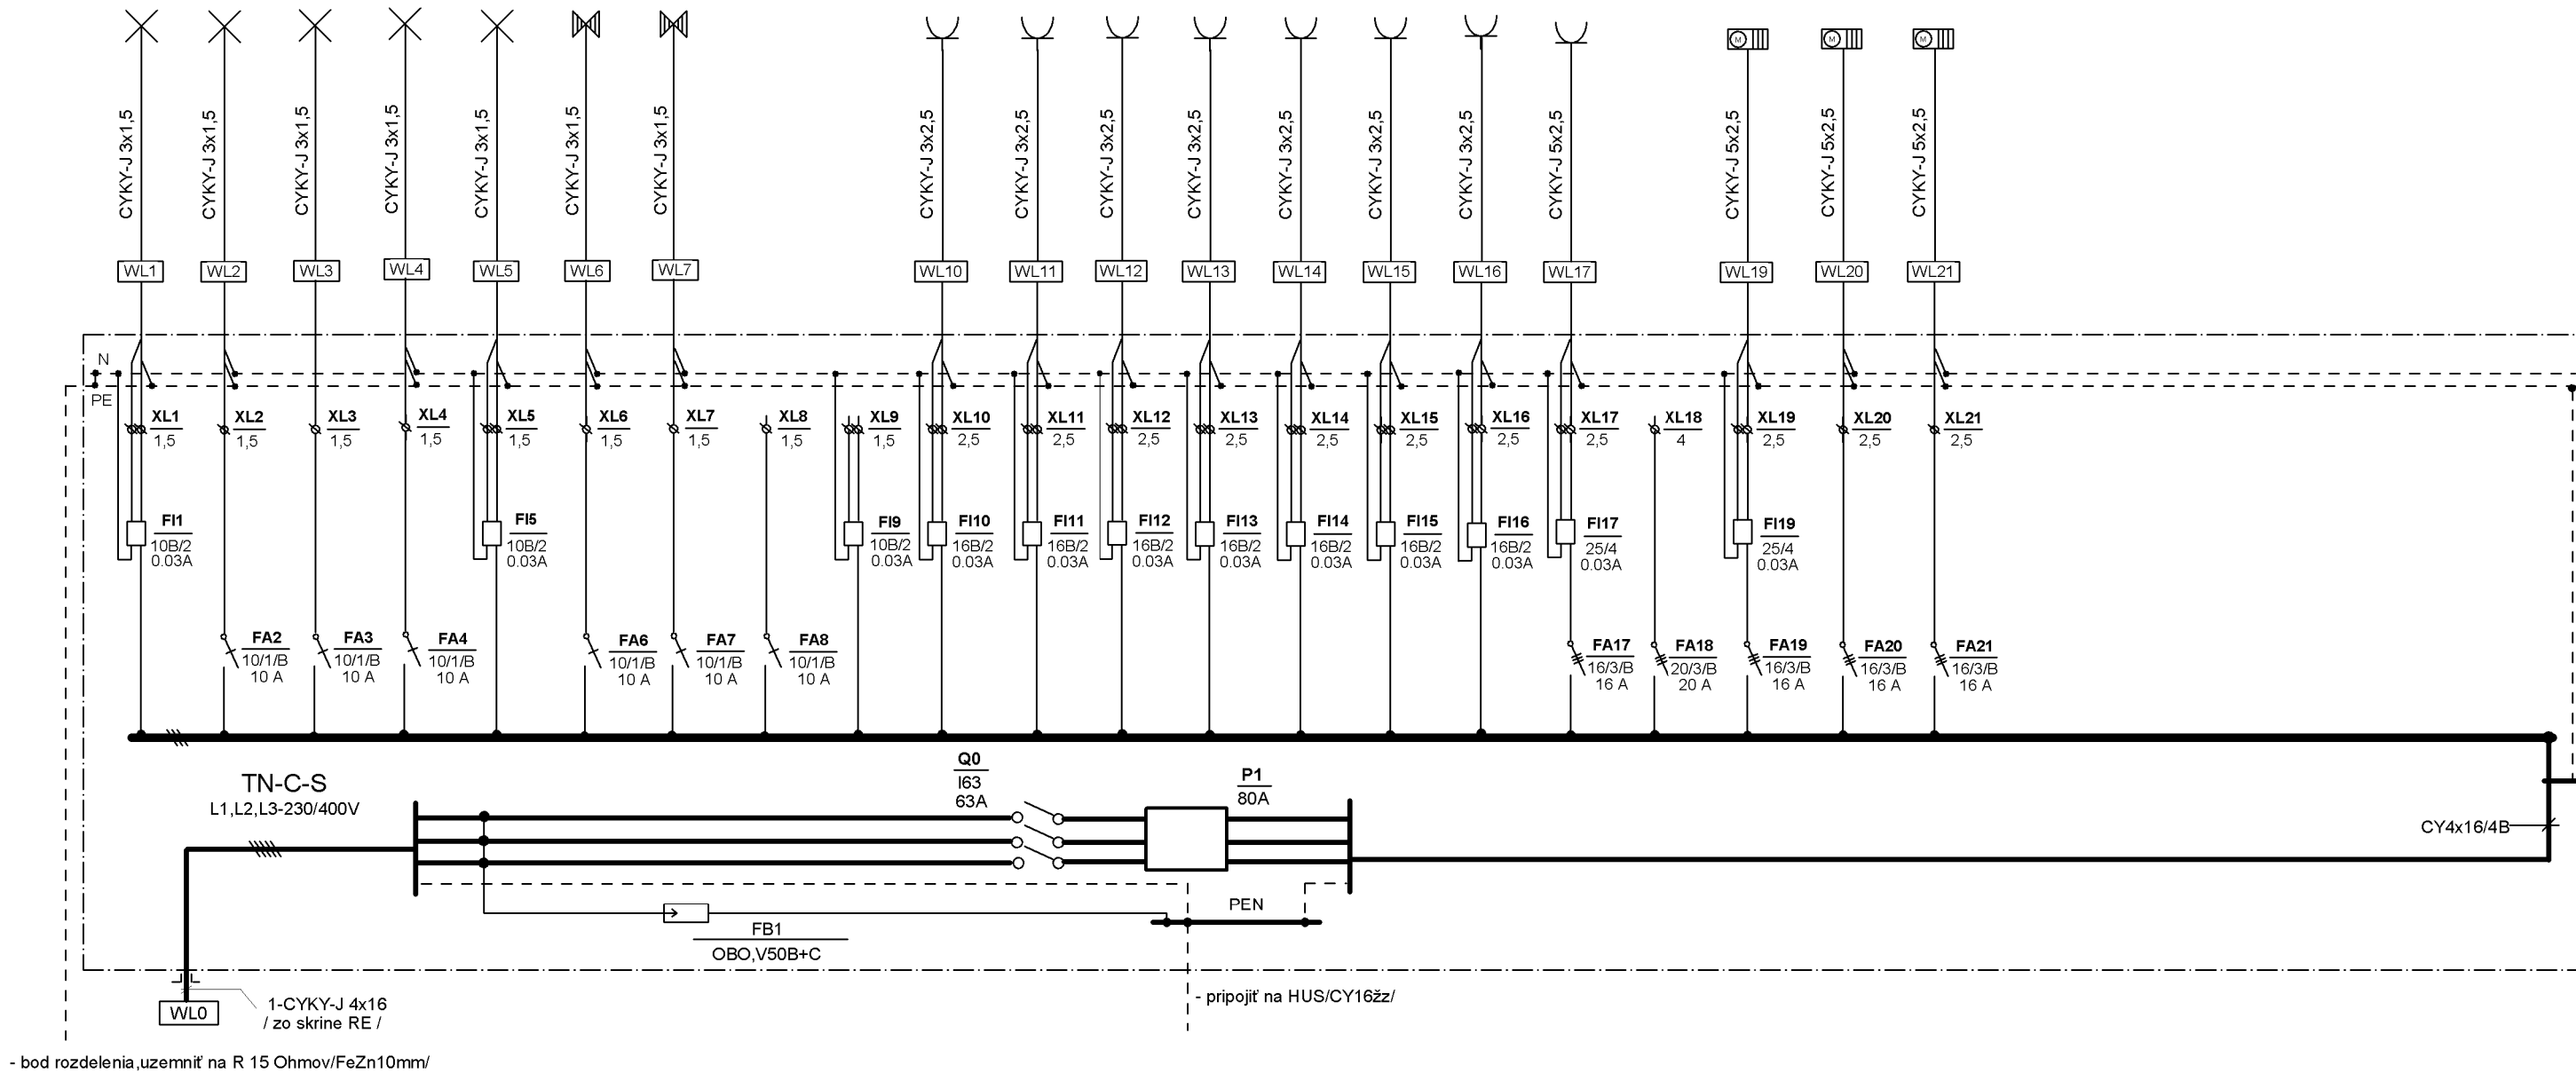 CYKY-J 3x1,5
CYKY-J 3x1,5
CYKY-J 3x1,5
CYKY-J 3x1,5
CYKY-J 3x1,5
CYKY-J 3x1,5
CYKY-J 3x1,5
CYKY-J 3x2,5
CYKY-J 3x2,5
CYKY-J 3x2,5
CYKY-J 3x2,5
CYKY-J 3x2,5
CYKY-J 3x2,5
CYKY-J 3x2,5
CYKY-J 5x2,5
M
CYKY-J 5x2,5
M
CYKY-J 5x2,5
M
CYKY-J 5x2,5
WL1
WL2
WL3
WL4
WL5
WL6
WL7
WL10
WL11
WL12
WL13
WL14
WL15
WL16
WL17
WL19
WL20
WL21
N
PE
XL1
1,5
XL2
1,5
XL3
1,5
XL4
1,5
XL5
1,5
XL6
1,5
XL7
1,5
XL8
1,5
XL9
1,5
XL10
2,5
XL11
2,5
XL12
2,5
XL13
2,5
XL14
2,5
XL15
2,5
XL16
2,5
XL17
2,5
XL18
4
XL19
2,5
XL20
2,5
XL21
2,5
FI1
10B/2
0.03A
FI5
10B/2
0.03A
FI9
10B/2
0.03A
FI10
16B/2
0.03A
FI11
16B/2
0.03A
FI12
16B/2
0.03A
FI13
16B/2
0.03A
FI14
16B/2
0.03A
FI15
16B/2
0.03A
FI16
16B/2
0.03A
FI17
25/4
0.03A
FI19
25/4
0.03A
FA2
10/1/B
10 A
FA3
10/1/B
10 A
FA4
10/1/B
10 A
FA6
10/1/B
10 A
FA7
10/1/B
10 A
FA8
10/1/B
10 A
FA17
16/3/B
16 A
FA18
20/3/B
20 A
FA19
16/3/B
16 A
FA20
16/3/B
16 A
FA21
16/3/B
16 A
TN-C-S
L1,L2,L3-230/400V
Q0
I63
63A
P1
80A
CY4x16/4B
PEN
FB1
OBO,V50B+C
WL0
1-CYKY-J 4x16
/ zo skrine RE /
- pripojiť na HUS/CY16žz/
- bod rozdelenia,uzemniť na R 15 Ohmov/FeZn10mm/